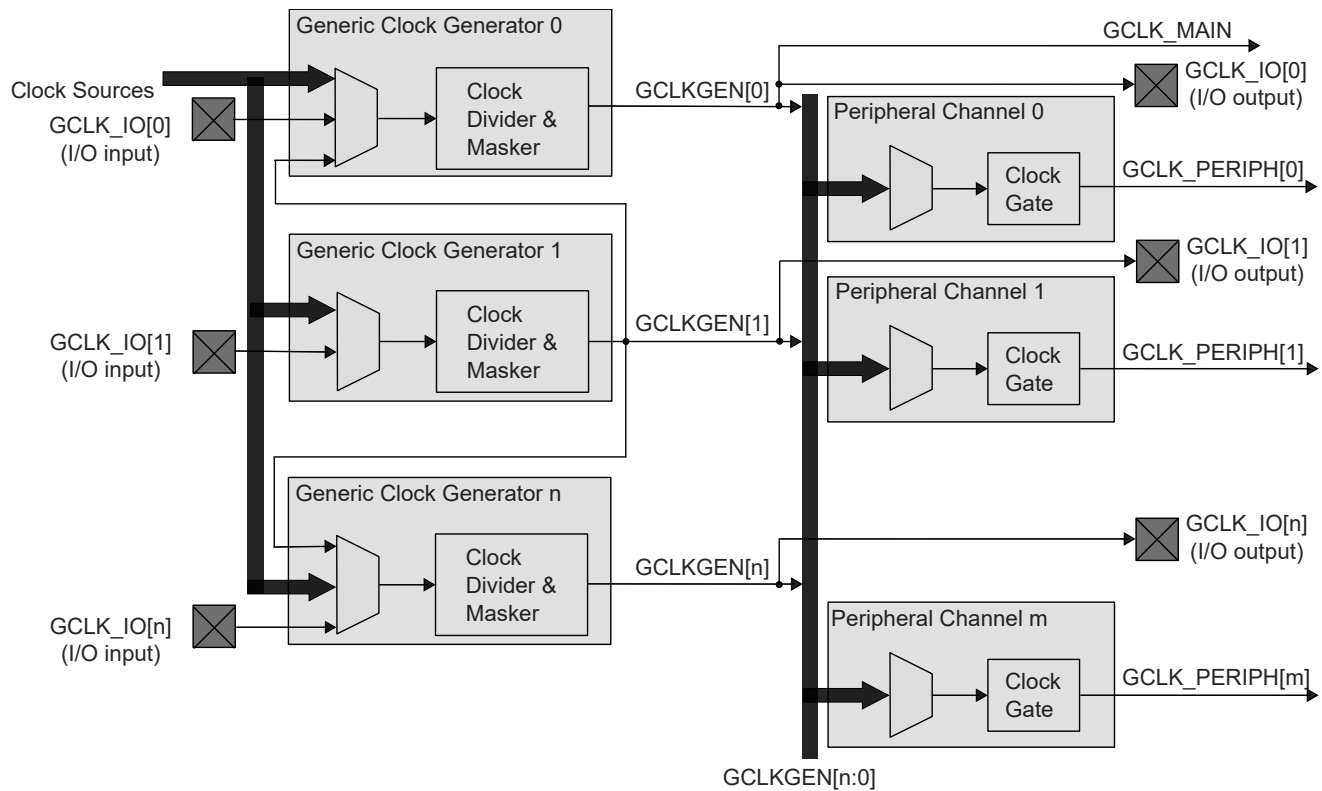 Generic Clock Generator 0
GCLK_MAIN
Clock Sources
GCLK_IO[0]
(I/O input)
Clock
Divider &
Masker
GCLKGEN[0]
GCLK_IO[0]
(I/O output)
Peripheral Channel 0
Clock
Gate
GCLK_PERIPH[0]
Generic Clock Generator 1
GCLK_IO[1]
(I/O input)
Clock
Divider &
Masker
GCLKGEN[1]
GCLK_IO[1]
(I/O output)
Peripheral Channel 1
Clock
Gate
GCLK_PERIPH[1]
Generic Clock Generator n
GCLK_IO[n]
(I/O input)
Clock
Divider &
Masker
GCLKGEN[n]
GCLK_IO[n]
(I/O output)
Peripheral Channel m
Clock
Gate
GCLK_PERIPH[m]
GCLKGEN[n:0]